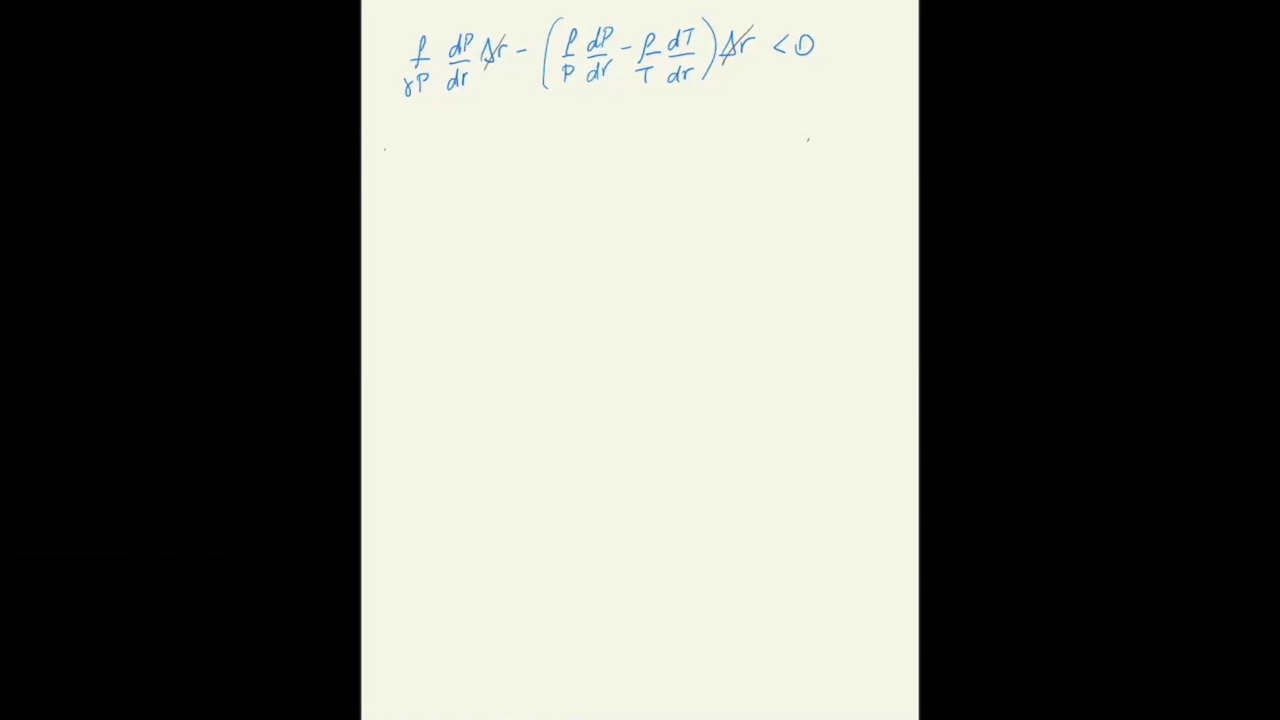 ρ/γP dP/dr Δr - (ρ/P dP/dr - ρ/T dT/dr) Δr < 0